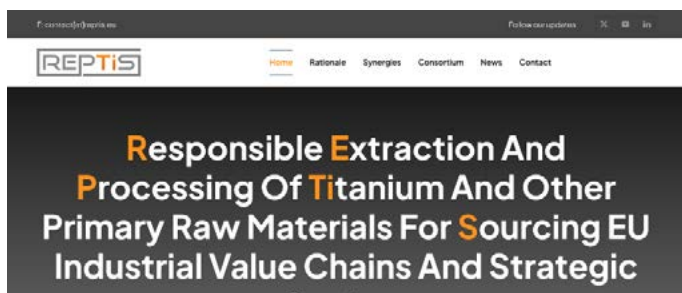 Follow our updates
REPTiS
Home Rationale Synergies Consortium News Contact
Responsible Extraction And
Processing Of Titanium And Other
Primary Raw Materials For Sourcing EU
Industrial Value Chains And Strategic